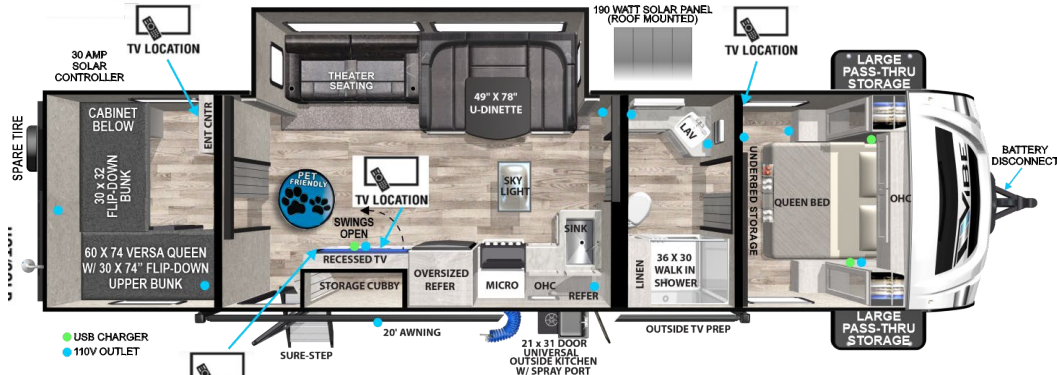 TV LOCATION
190 WATT SOLAR PANEL
(ROOF MOUNTED)
TV LOCATION
30 AMP
SOLAR
CONTROLLER
LARGE
PASS-THRU
STORAGE
SPARE TIRE
CABINET
BELOW
30 X 32
FLIP-DOWN
BUNK
60 X 74 VERSA QUEEN
W/ 30 X 74" FLIP-DOWN
UPPER BUNK
ENT CNTR
THEATER
SEATING
49" X 78"
U-DINETTE
PET
FRIENDLY
TV LOCATION
SWINGS
OPEN
RECESSED TV
STORAGE CUBBY
OVERSIZED
REFER
MICRO
OHC
REFER
SINK
SKY
LIGHT
LAV
LINEN
36 X 30
WALK IN
SHOWER
UNDERBED STORAGE
QUEEN BED
OHC
VIBE
BATTERY
DISCONNECT
USB CHARGER
110V OUTLET
SURE-STEP
20' AWNING
21 x 31 DOOR
UNIVERSAL
OUTSIDE KITCHEN
W/ SPRAY PORT
OUTSIDE TV PREP
LARGE
PASS-THRU
STORAGE